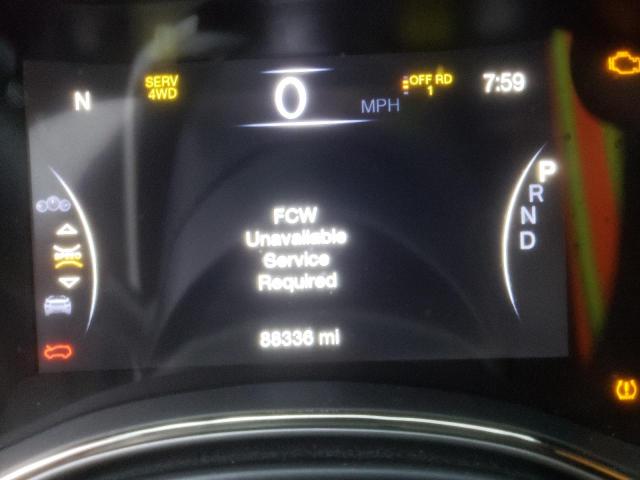 N
SERV
4WD
0
MPH
OFF RD
1
7:59
P
R
N
D
FCW
Unavailable
Service
Required
88336 mi